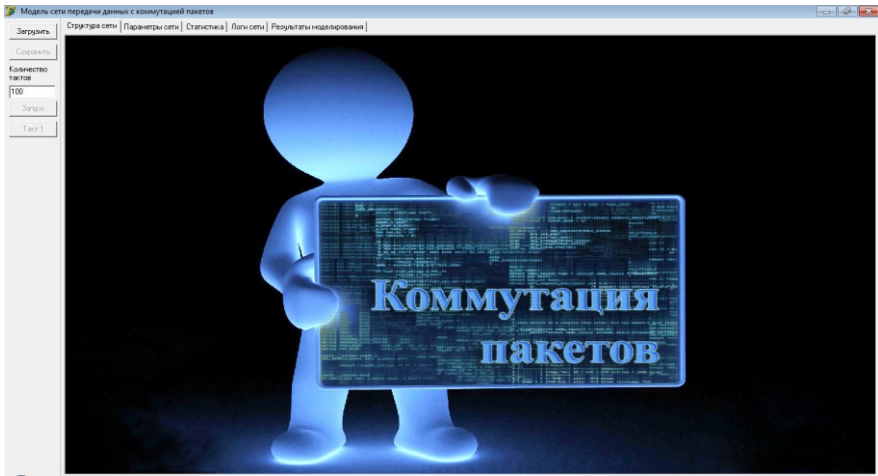 Модель сети передачи данных с коммутацией пакетов
Загрузить
Структура сети Параметры сети Статистика Логи сети Результаты моделирования
Сохранить
Количество
тактов
100
Запуск
Такт 1
Коммутация
пакетов